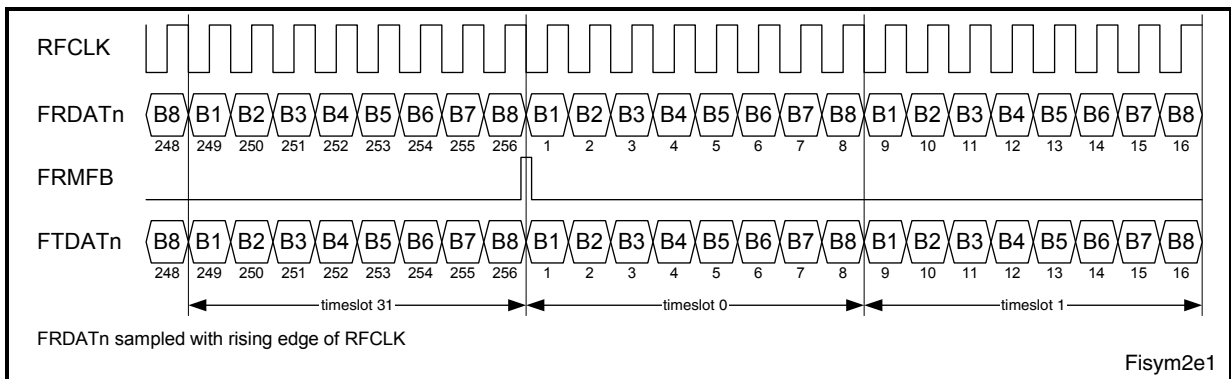 RFCLK
FRDATn B8 B1 B2 B3 B4 B5 B6 B7 B8 B1 B2 B3 B4 B5 B6 B7 B8 B1 B2 B3 B4 B5 B6 B7 B8
248 249 250 251 252 253 254 255 256 1 2 3 4 5 6 7 8 9 10 11 12 13 14 15 16
FRMFB
FTDATn B8 B1 B2 B3 B4 B5 B6 B7 B8 B1 B2 B3 B4 B5 B6 B7 B8 B1 B2 B3 B4 B5 B6 B7 B8
248 249 250 251 252 253 254 255 256 1 2 3 4 5 6 7 8 9 10 11 12 13 14 15 16
timeslot 31 timeslot 0 timeslot 1
FRDATn sampled with rising edge of RFCLK
Fisym2e1